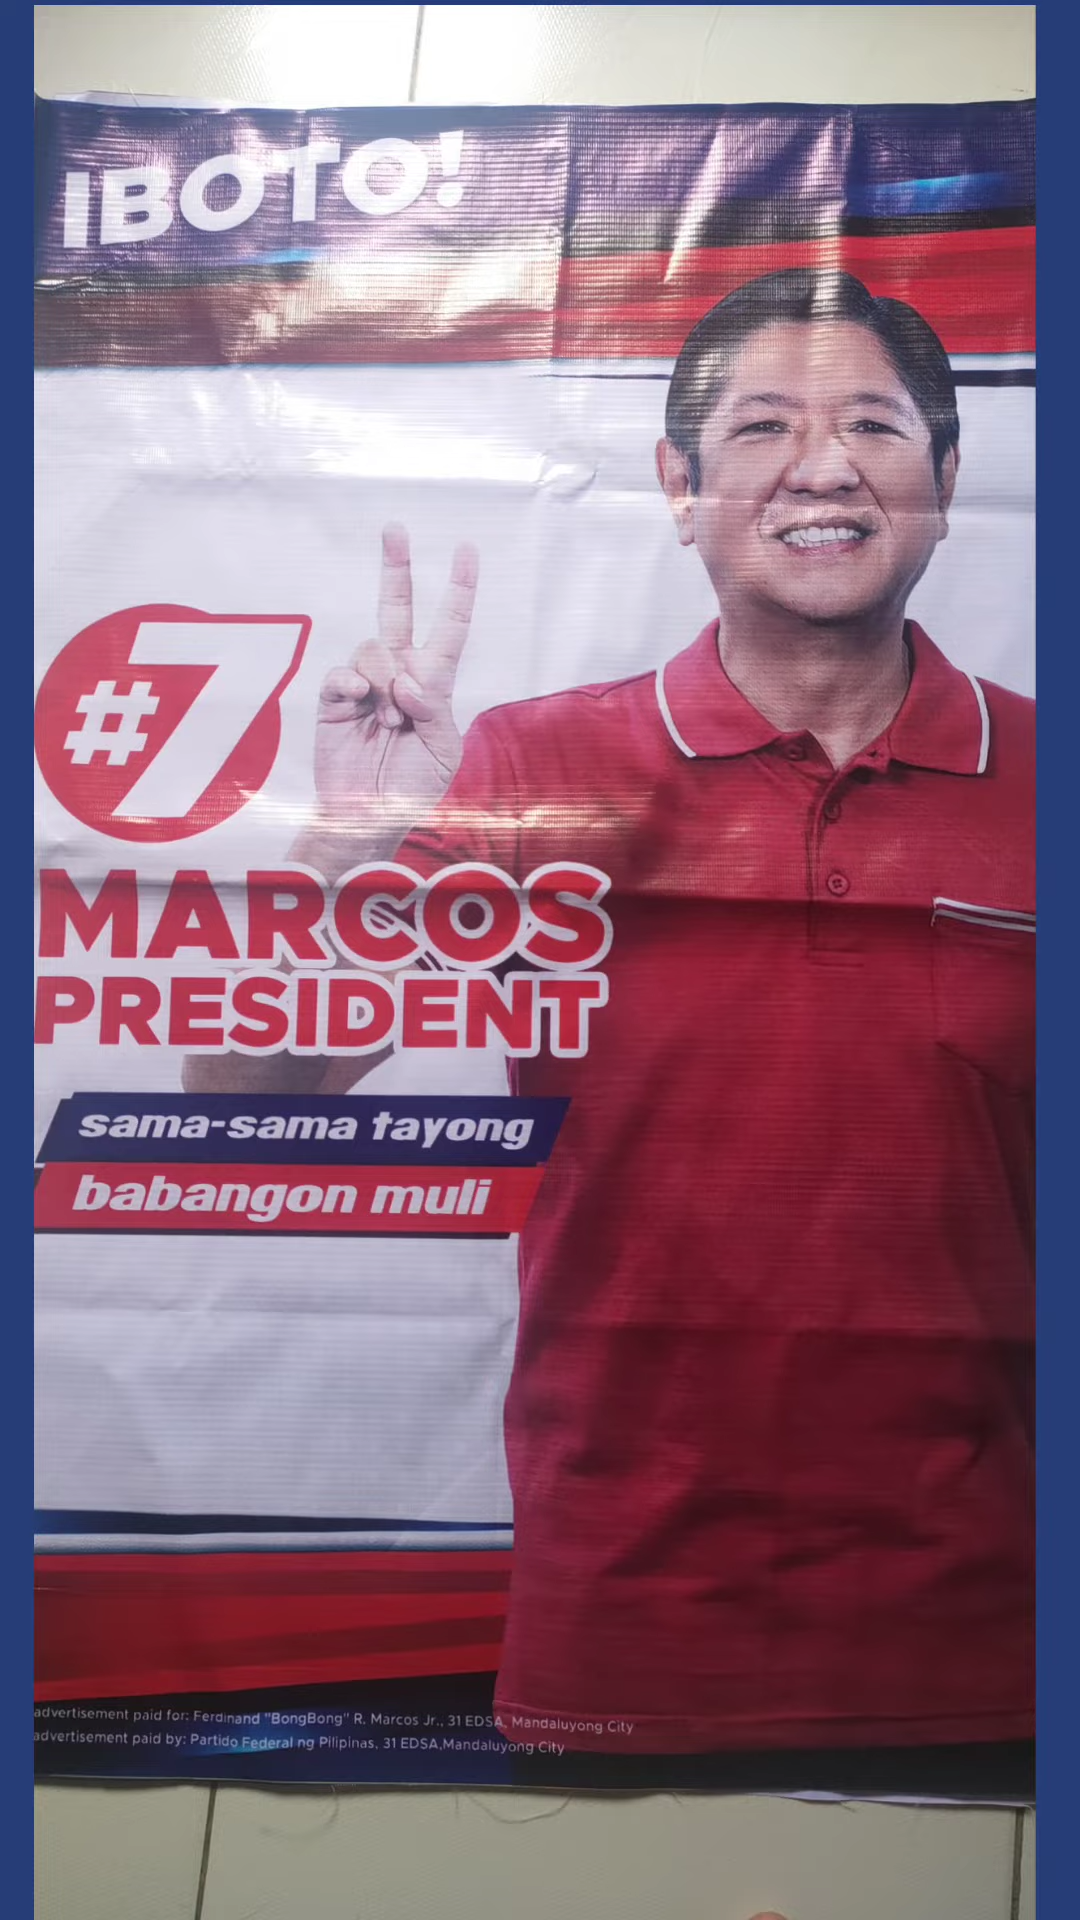 IBOTO!
#7
MARCOS
PRESIDENT
sama-sama tayong
babangon muli
advertisement paid for: Ferdinand "BongBong" R. Marcos Jr., 31 EDSA, Mandaluyong City
advertisement paid by: Partido Federal ng Pilipinas, 31 EDSA,Mandaluyong City